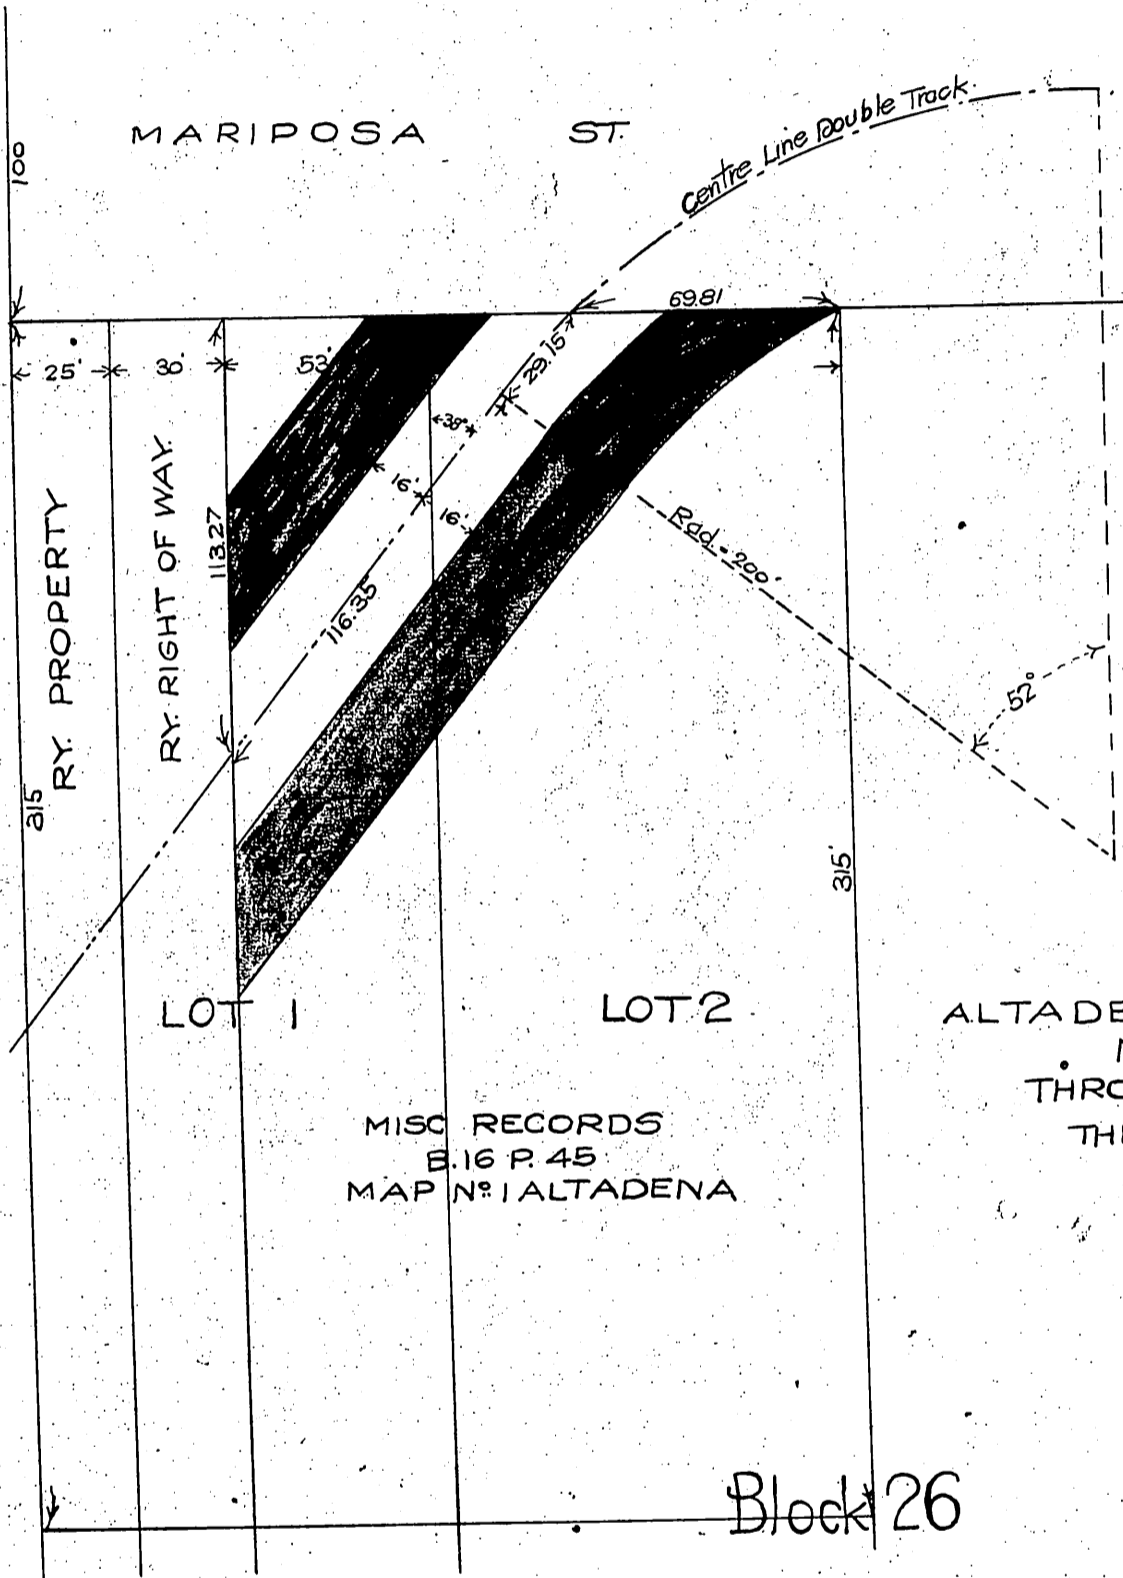 MARIPOSA ST.
Centre Line Double Track.
100
69.81
25' 30' 53'
29.15
38°
16'
16'
113.27
116.35
RY. PROPERTY
RY. RIGHT OF WAY.
Rad. = 200'
52°
315
315'
LOT 1
LOT 2
ALTADE
THRO
TH
MISC RECORDS
B.16 P. 45
MAP Nº 1 ALTADENA
Block 26